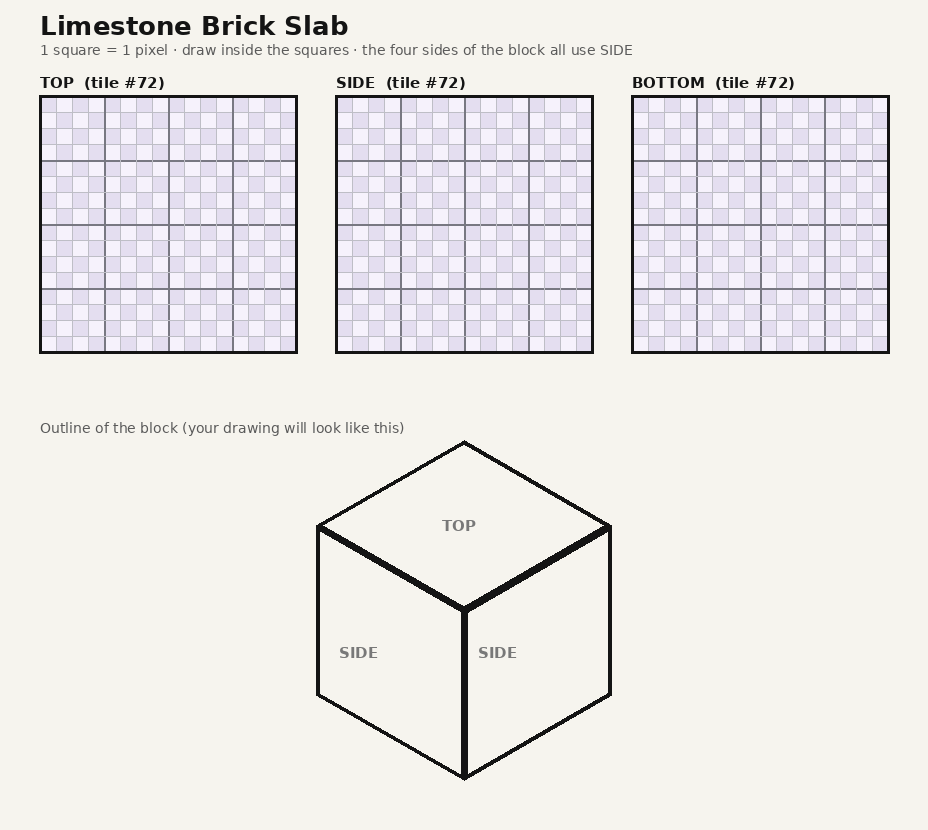 Limestone Brick Slab
1 square = 1 pixel · draw inside the squares · the four sides of the block all use SIDE
TOP (tile #72)
SIDE (tile #72)
BOTTOM (tile #72)
Outline of the block (your drawing will look like this)
TOP
SIDE
SIDE